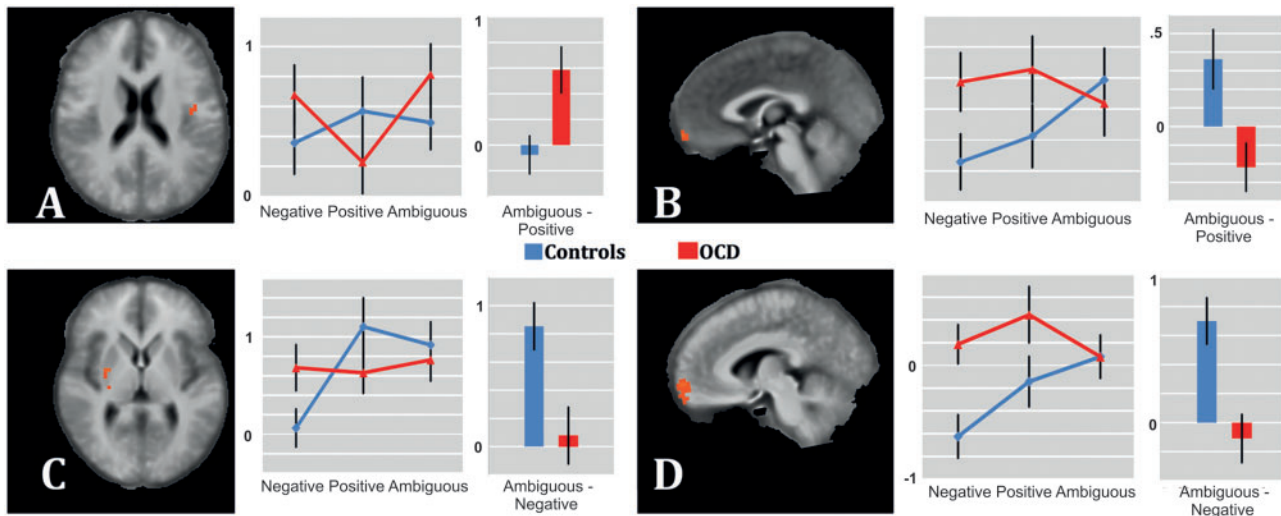 1
0
A
Negative Positive Ambiguous
1
0
Ambiguous -
Positive
B
Negative Positive Ambiguous
.5
0
Ambiguous -
Positive
Controls
OCD
1
0
C
Negative Positive Ambiguous
1
0
Ambiguous -
Negative
0
-1
D
Negative Positive Ambiguous
1
0
Ambiguous -
Negative